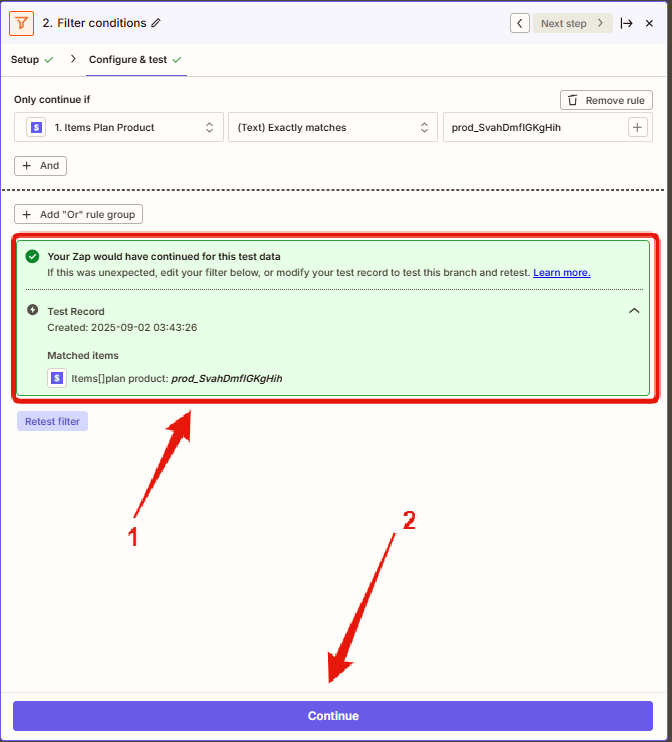 2. Filter conditions
Next step
Setup
Configure & test
Only continue if
Remove rule
1. Items Plan Product
(Text) Exactly matches
prod_SvahDmfIGKgHih
+ And
+ Add "Or" rule group
Your Zap would have continued for this test data
If this was unexpected, edit your filter below, or modify your test record to test this branch and retest. Learn more.
Test Record
Created: 2025-09-02 03:43:26
Matched items
Items[]plan product: prod_SvahDmfIGKgHih
Retest filter
1
2
Continue